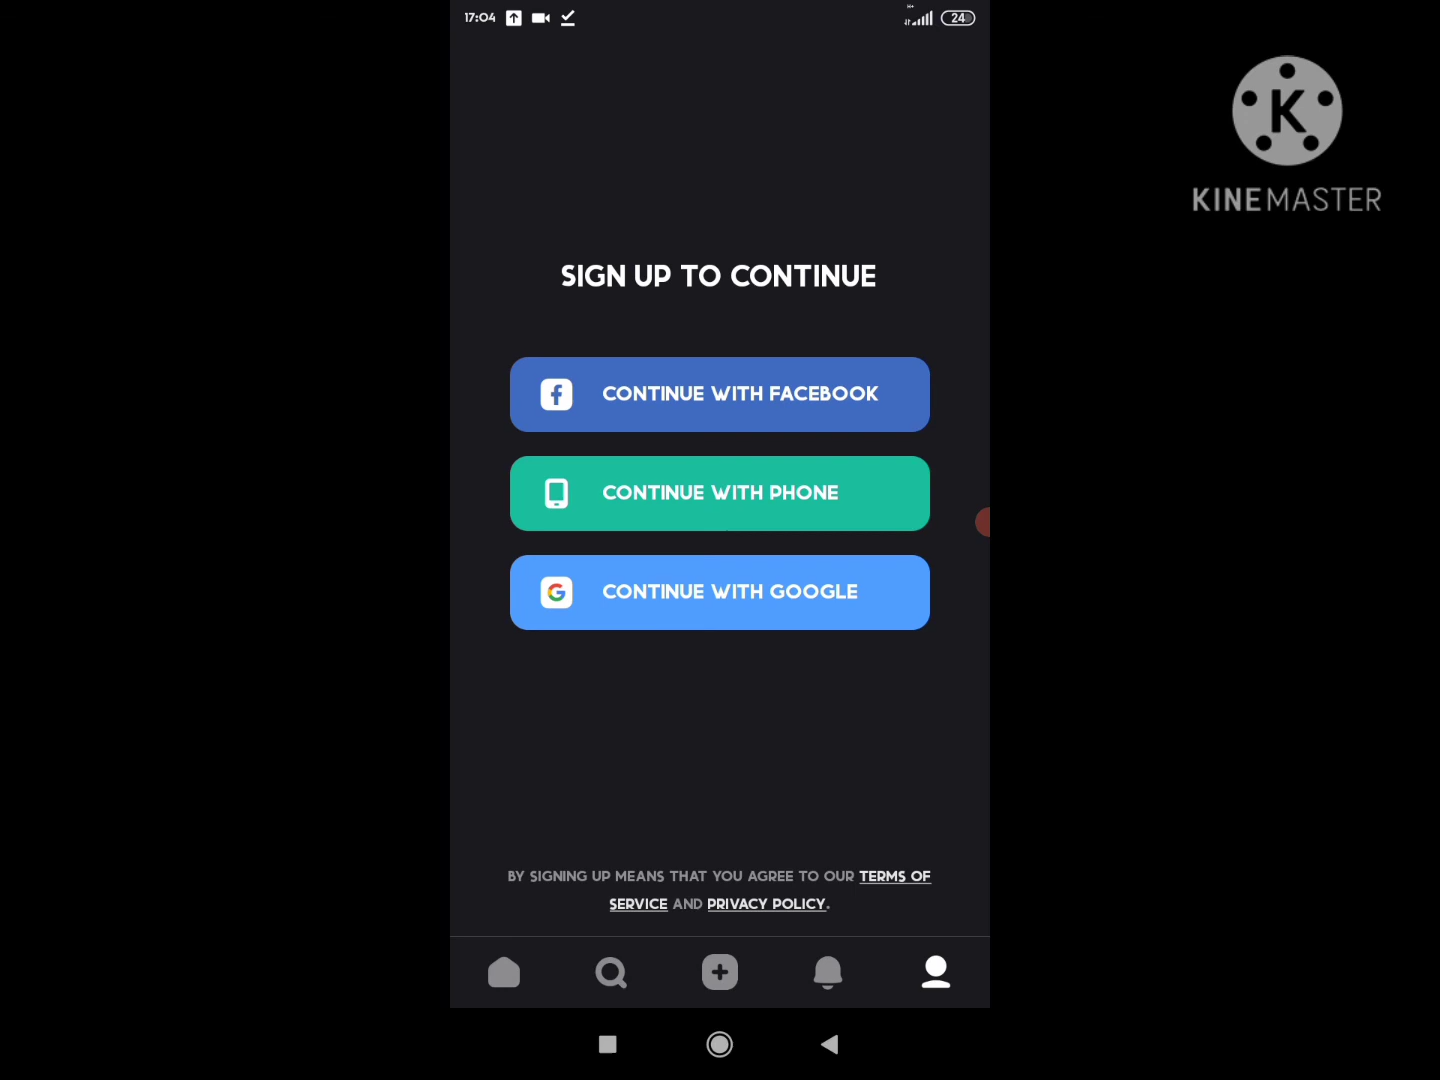 17:04
24
KINEMASTER
SIGN UP TO CONTINUE
CONTINUE WITH FACEBOOK
CONTINUE WITH PHONE
CONTINUE WITH GOOGLE
BY SIGNING UP MEANS THAT YOU AGREE TO OUR TERMS OF
SERVICE AND PRIVACY POLICY.